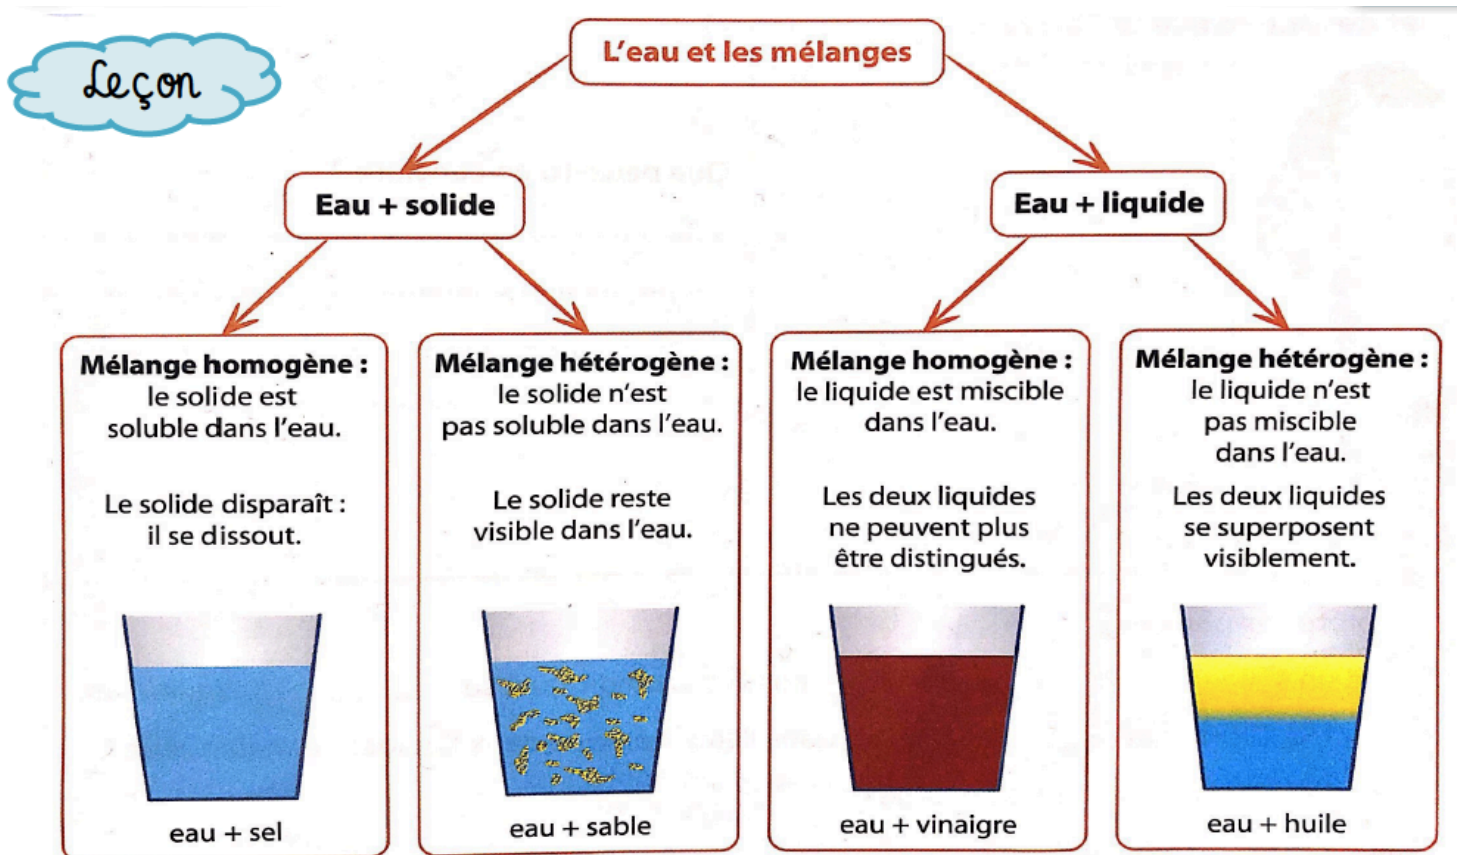 Leçon
L'eau et les mélanges
Eau + solide
Eau + liquide
Mélange homogène :
le solide est
soluble dans l'eau.
Le solide disparaît :
il se dissout.
eau + sel
Mélange hétérogène :
le solide n'est
pas soluble dans l'eau.
Le solide reste
visible dans l'eau.
eau + sable
Mélange homogène :
le liquide est miscible
dans l'eau.
Les deux liquides
ne peuvent plus
être distingués.
eau + vinaigre
Mélange hétérogène :
le liquide n'est
pas miscible
dans l'eau.
Les deux liquides
se superposent
visiblement.
eau + huile